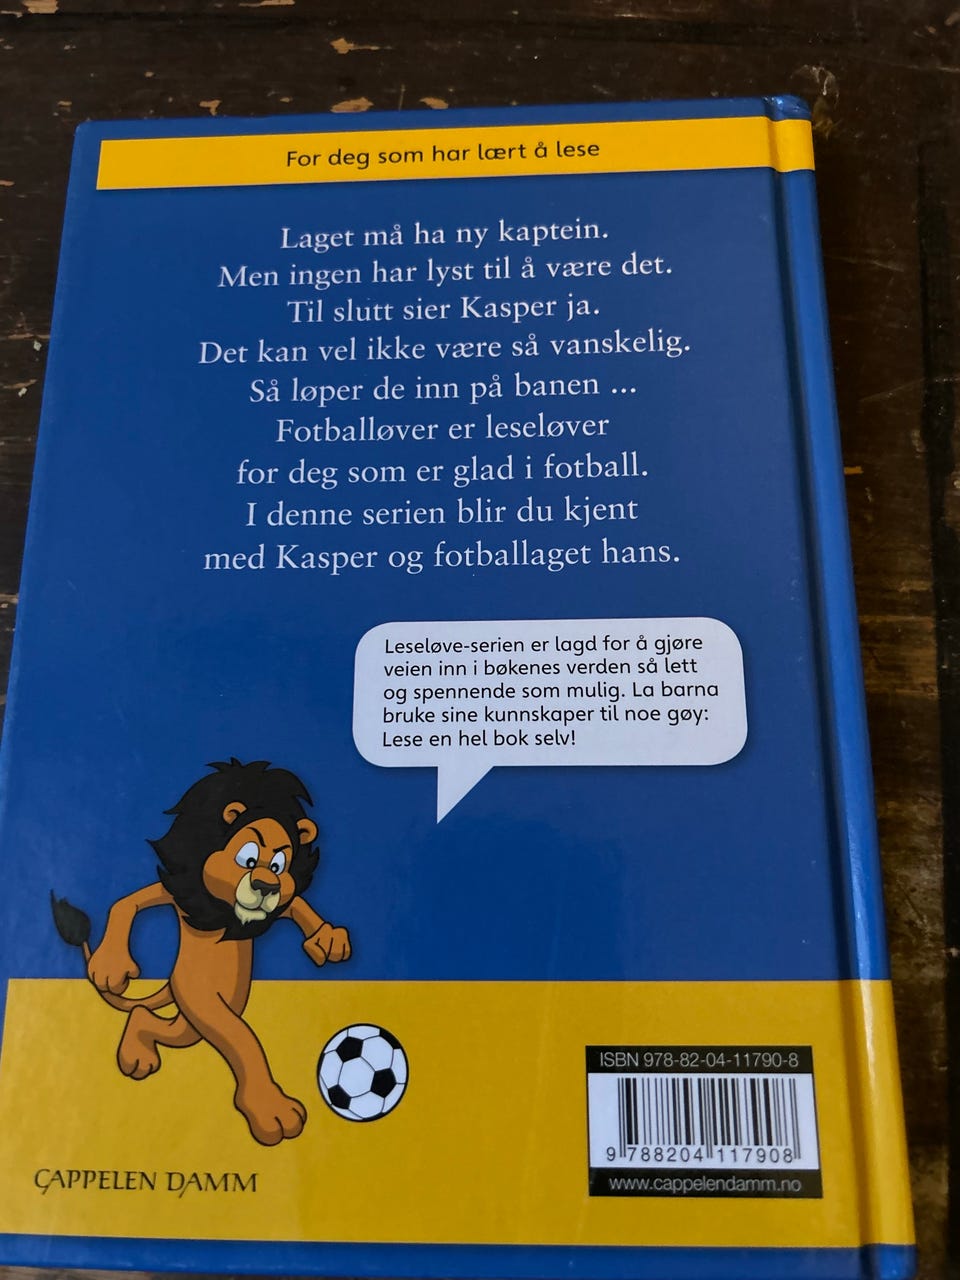 For deg som har lært å lese
Laget må ha ny kaptein.
Men ingen har lyst til å være det.
Til slutt sier Kasper ja.
Det kan vel ikke være så vanskelig.
Så løper de inn på banen ...
Fotballøver er leseløver
for deg som er glad i fotball.
I denne serien blir du kjent
med Kasper og fotballaget hans.
Leseløve-serien er lagd for å gjøre
veien inn i bøkenes verden så lett
og spennende som mulig. La barna
bruke sine kunnskaper til noe gøy:
Lese en hel bok selv!
ISBN 978-82-04-11790-8
9 788204 117908
www.cappelendamm.no
CAPPELEN DAMM